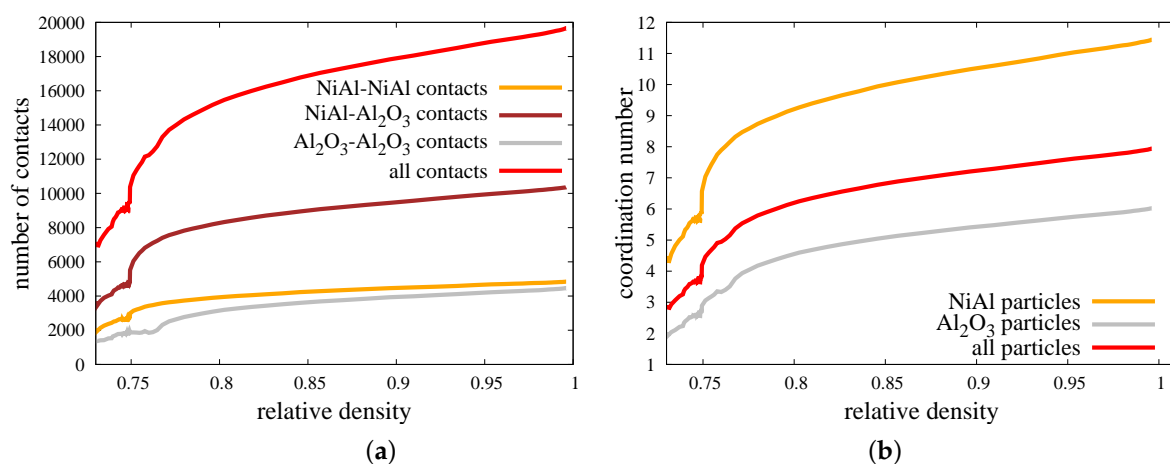 20000
18000
16000
14000
12000
10000
8000
6000
4000
2000
0
number of contacts
NiAl-NiAl contacts
NiAl-Al₂O₃ contacts
Al₂O₃-Al₂O₃ contacts
all contacts
0.75 0.8 0.85 0.9 0.95 1
relative density
(a)
12
11
10
9
8
7
6
5
4
3
2
1
coordination number
NiAl particles
Al₂O₃ particles
all particles
0.75 0.8 0.85 0.9 0.95 1
relative density
(b)